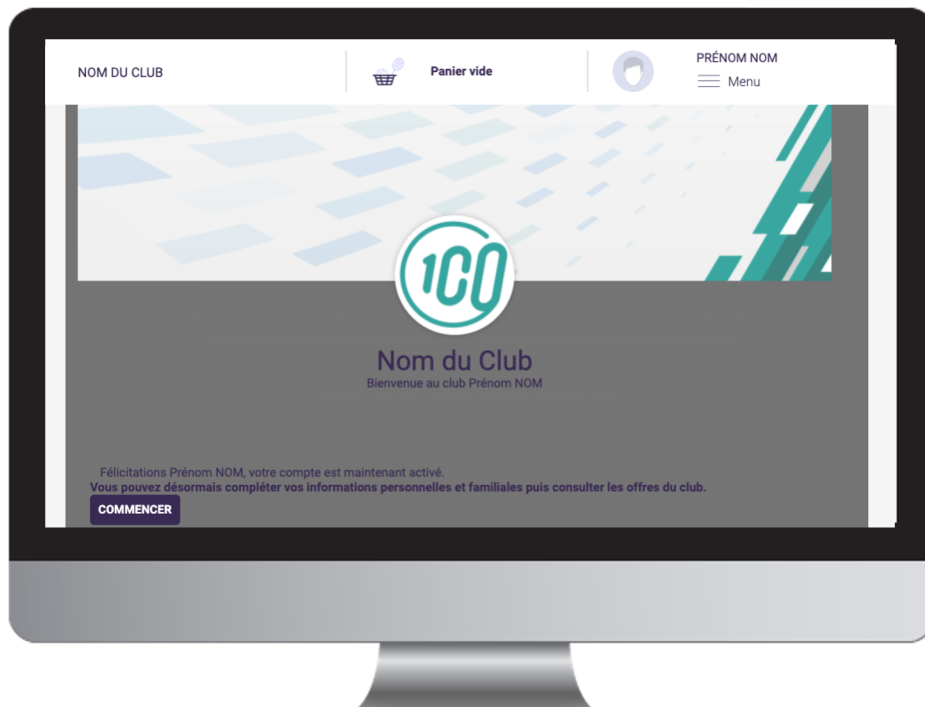 NOM DU CLUB
Panier vide
PRÉNOM NOM
Menu
100
Nom du Club
Bienvenue au club Prénom NOM
Félicitations Prénom NOM, votre compte est maintenant activé.
Vous pouvez désormais compléter vos informations personnelles et familiales puis consulter les offres du club.
COMMENCER